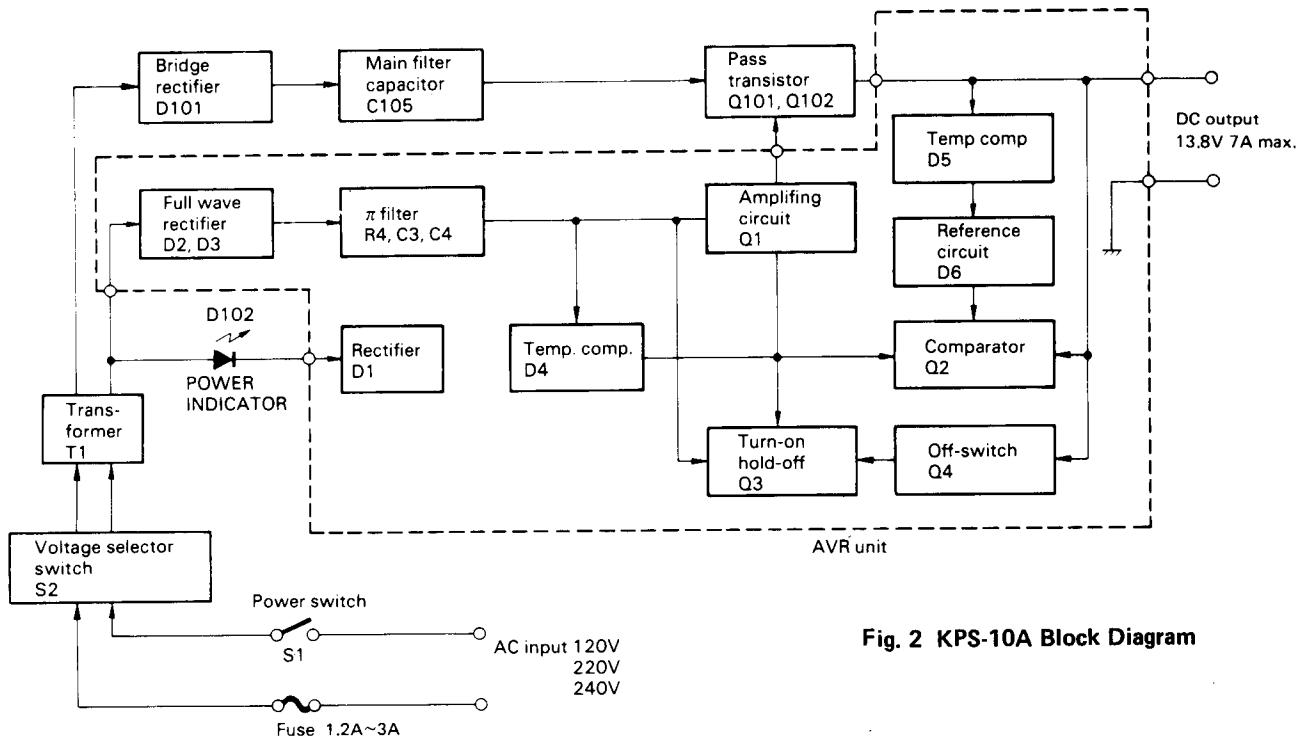 Bridge
rectifier
D101
Main filter
capacitor
C105
Pass
transistor
Q101, Q102
DC output
13.8V 7A max.
Temp comp
D5
Full wave
rectifier
D2, D3
π filter
R4, C3, C4
Amplifing
circuit
Q1
Reference
circuit
D6
D102
POWER
INDICATOR
Rectifier
D1
Temp. comp.
D4
Comparator
Q2
Trans-
former
T1
Turn-on
hold-off
Q3
Off-switch
Q4
AVR unit
Voltage selector
switch
S2
Power switch
S1
AC input 120V
220V
240V
Fuse 1.2A~3A
Fig. 2 KPS-10A Block Diagram